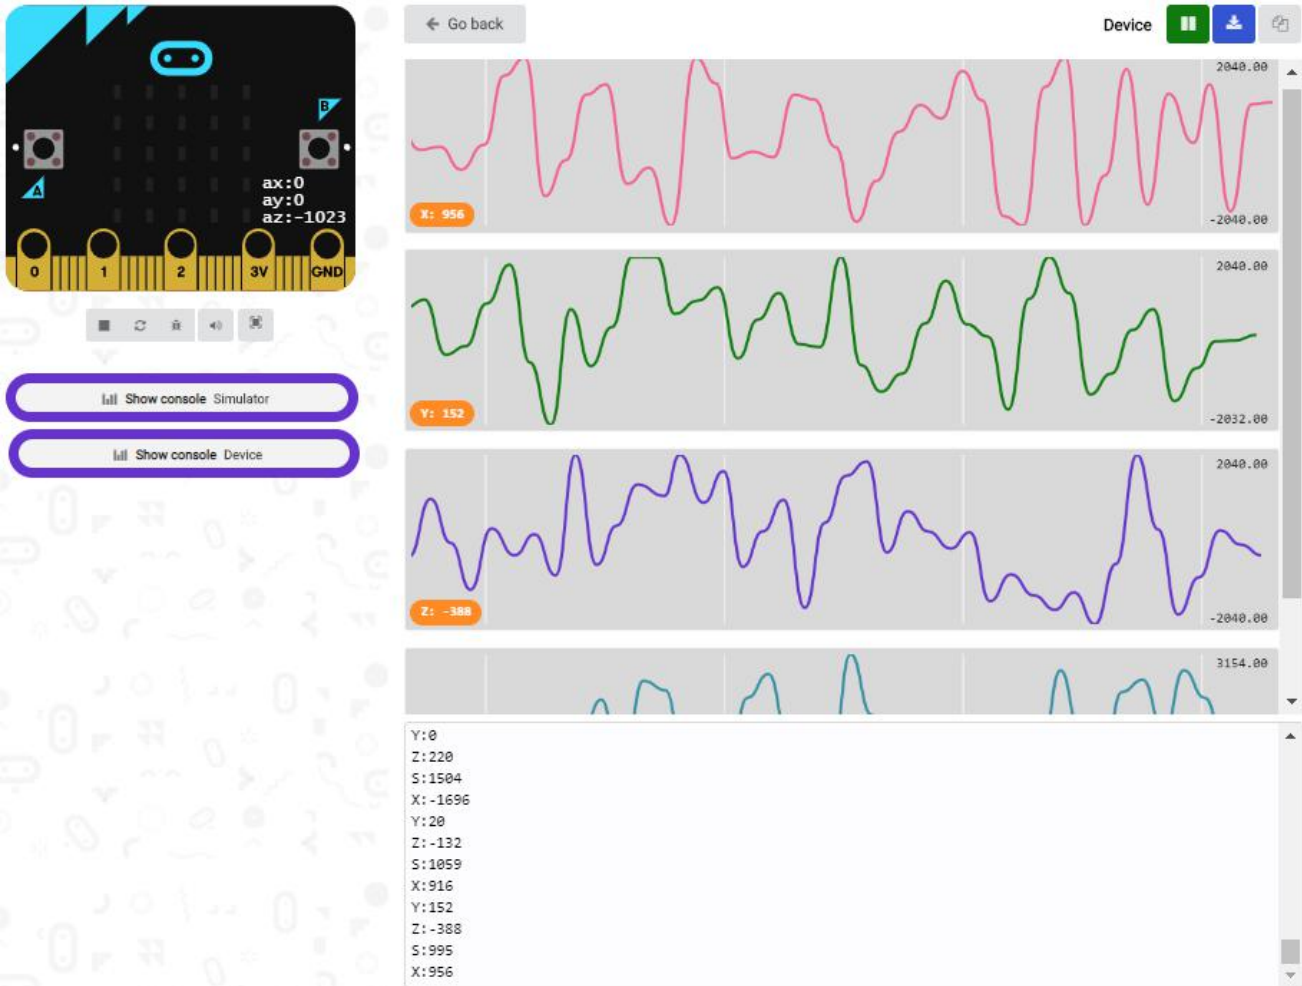 Go back
Device
B
A
ax:0
ay:0
az:-1023
0 1 2 3V GND
Show console Simulator
Show console Device
2040.00
X: 956
-2040.00
2040.00
Y: 152
-2032.00
2040.00
Z: -388
-2040.00
3154.00
Y:0
Z:220
S:1504
X:-1696
Y:20
Z:-132
S:1059
X:916
Y:152
Z:-388
S:995
X:956